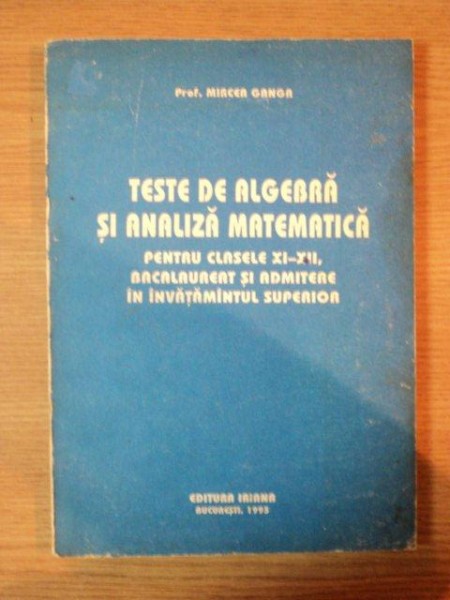 Prof. MIRCEA GANGA
TESTE DE ALGEBRĂ
ȘI ANALIZĂ MATEMATICĂ
PENTRU CLASELE XI-XII,
BACALAUREAT ȘI ADMITERE
ÎN ÎNVĂȚĂMÎNTUL SUPERIOR
EDITURA IRIANA
BUCUREȘTI, 1993